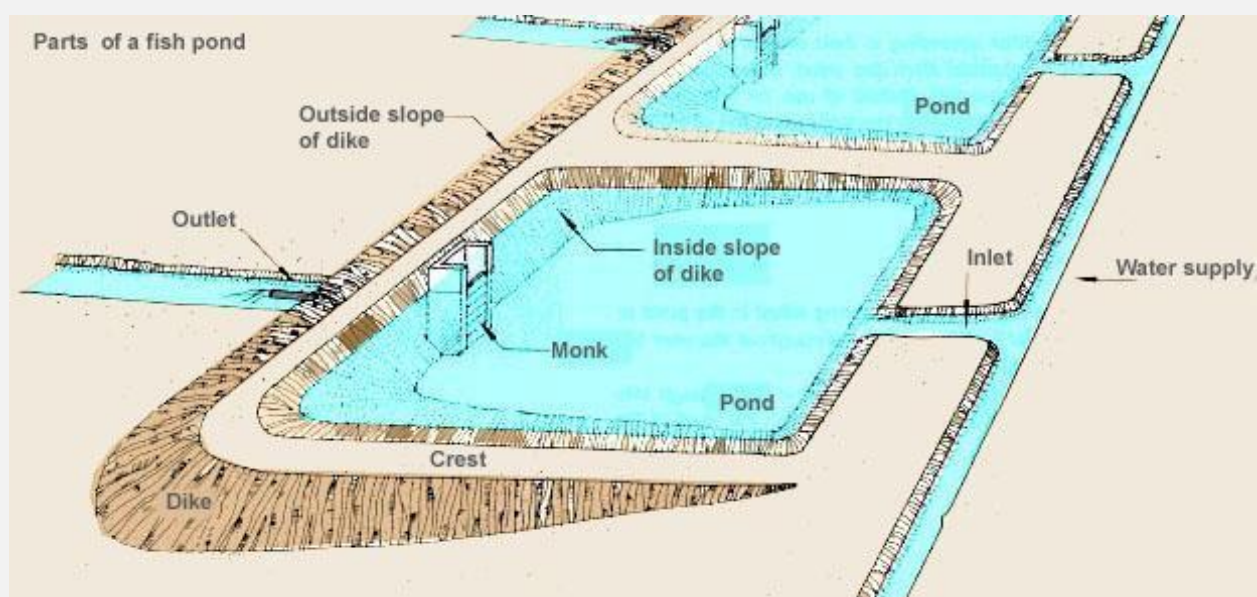 Parts of a fish pond
Pond
Outside slope
of dike
Outlet
Inside slope
of dike
Inlet
Water supply
Monk
Pond
Crest
Dike